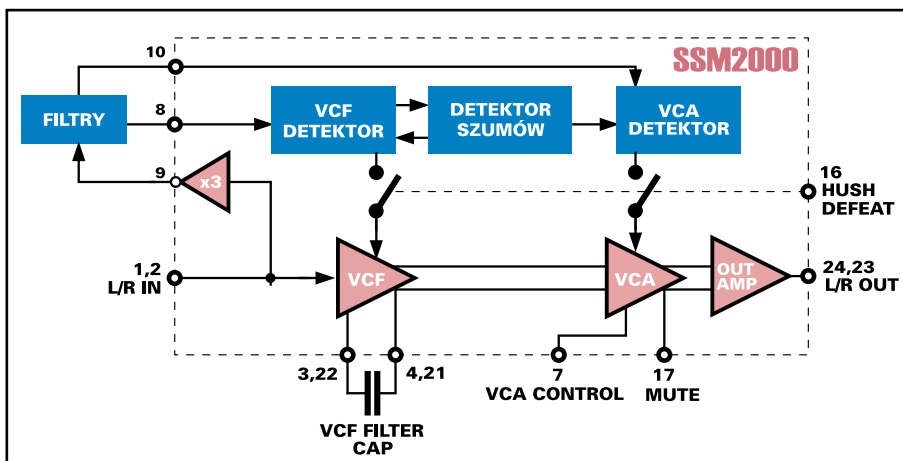 SSM2000
10
FILTRY
8
VCF
DETEKTOR
DETEKTOR
SZUMÓW
VCA
DETEKTOR
9
x3
16
HUSH
DEFEAT
1,2
L/R IN
VCF
VCA
OUT
AMP
24,23
L/R OUT
3,22
4,21
7
VCA CONTROL
17
MUTE
VCF FILTER
CAP